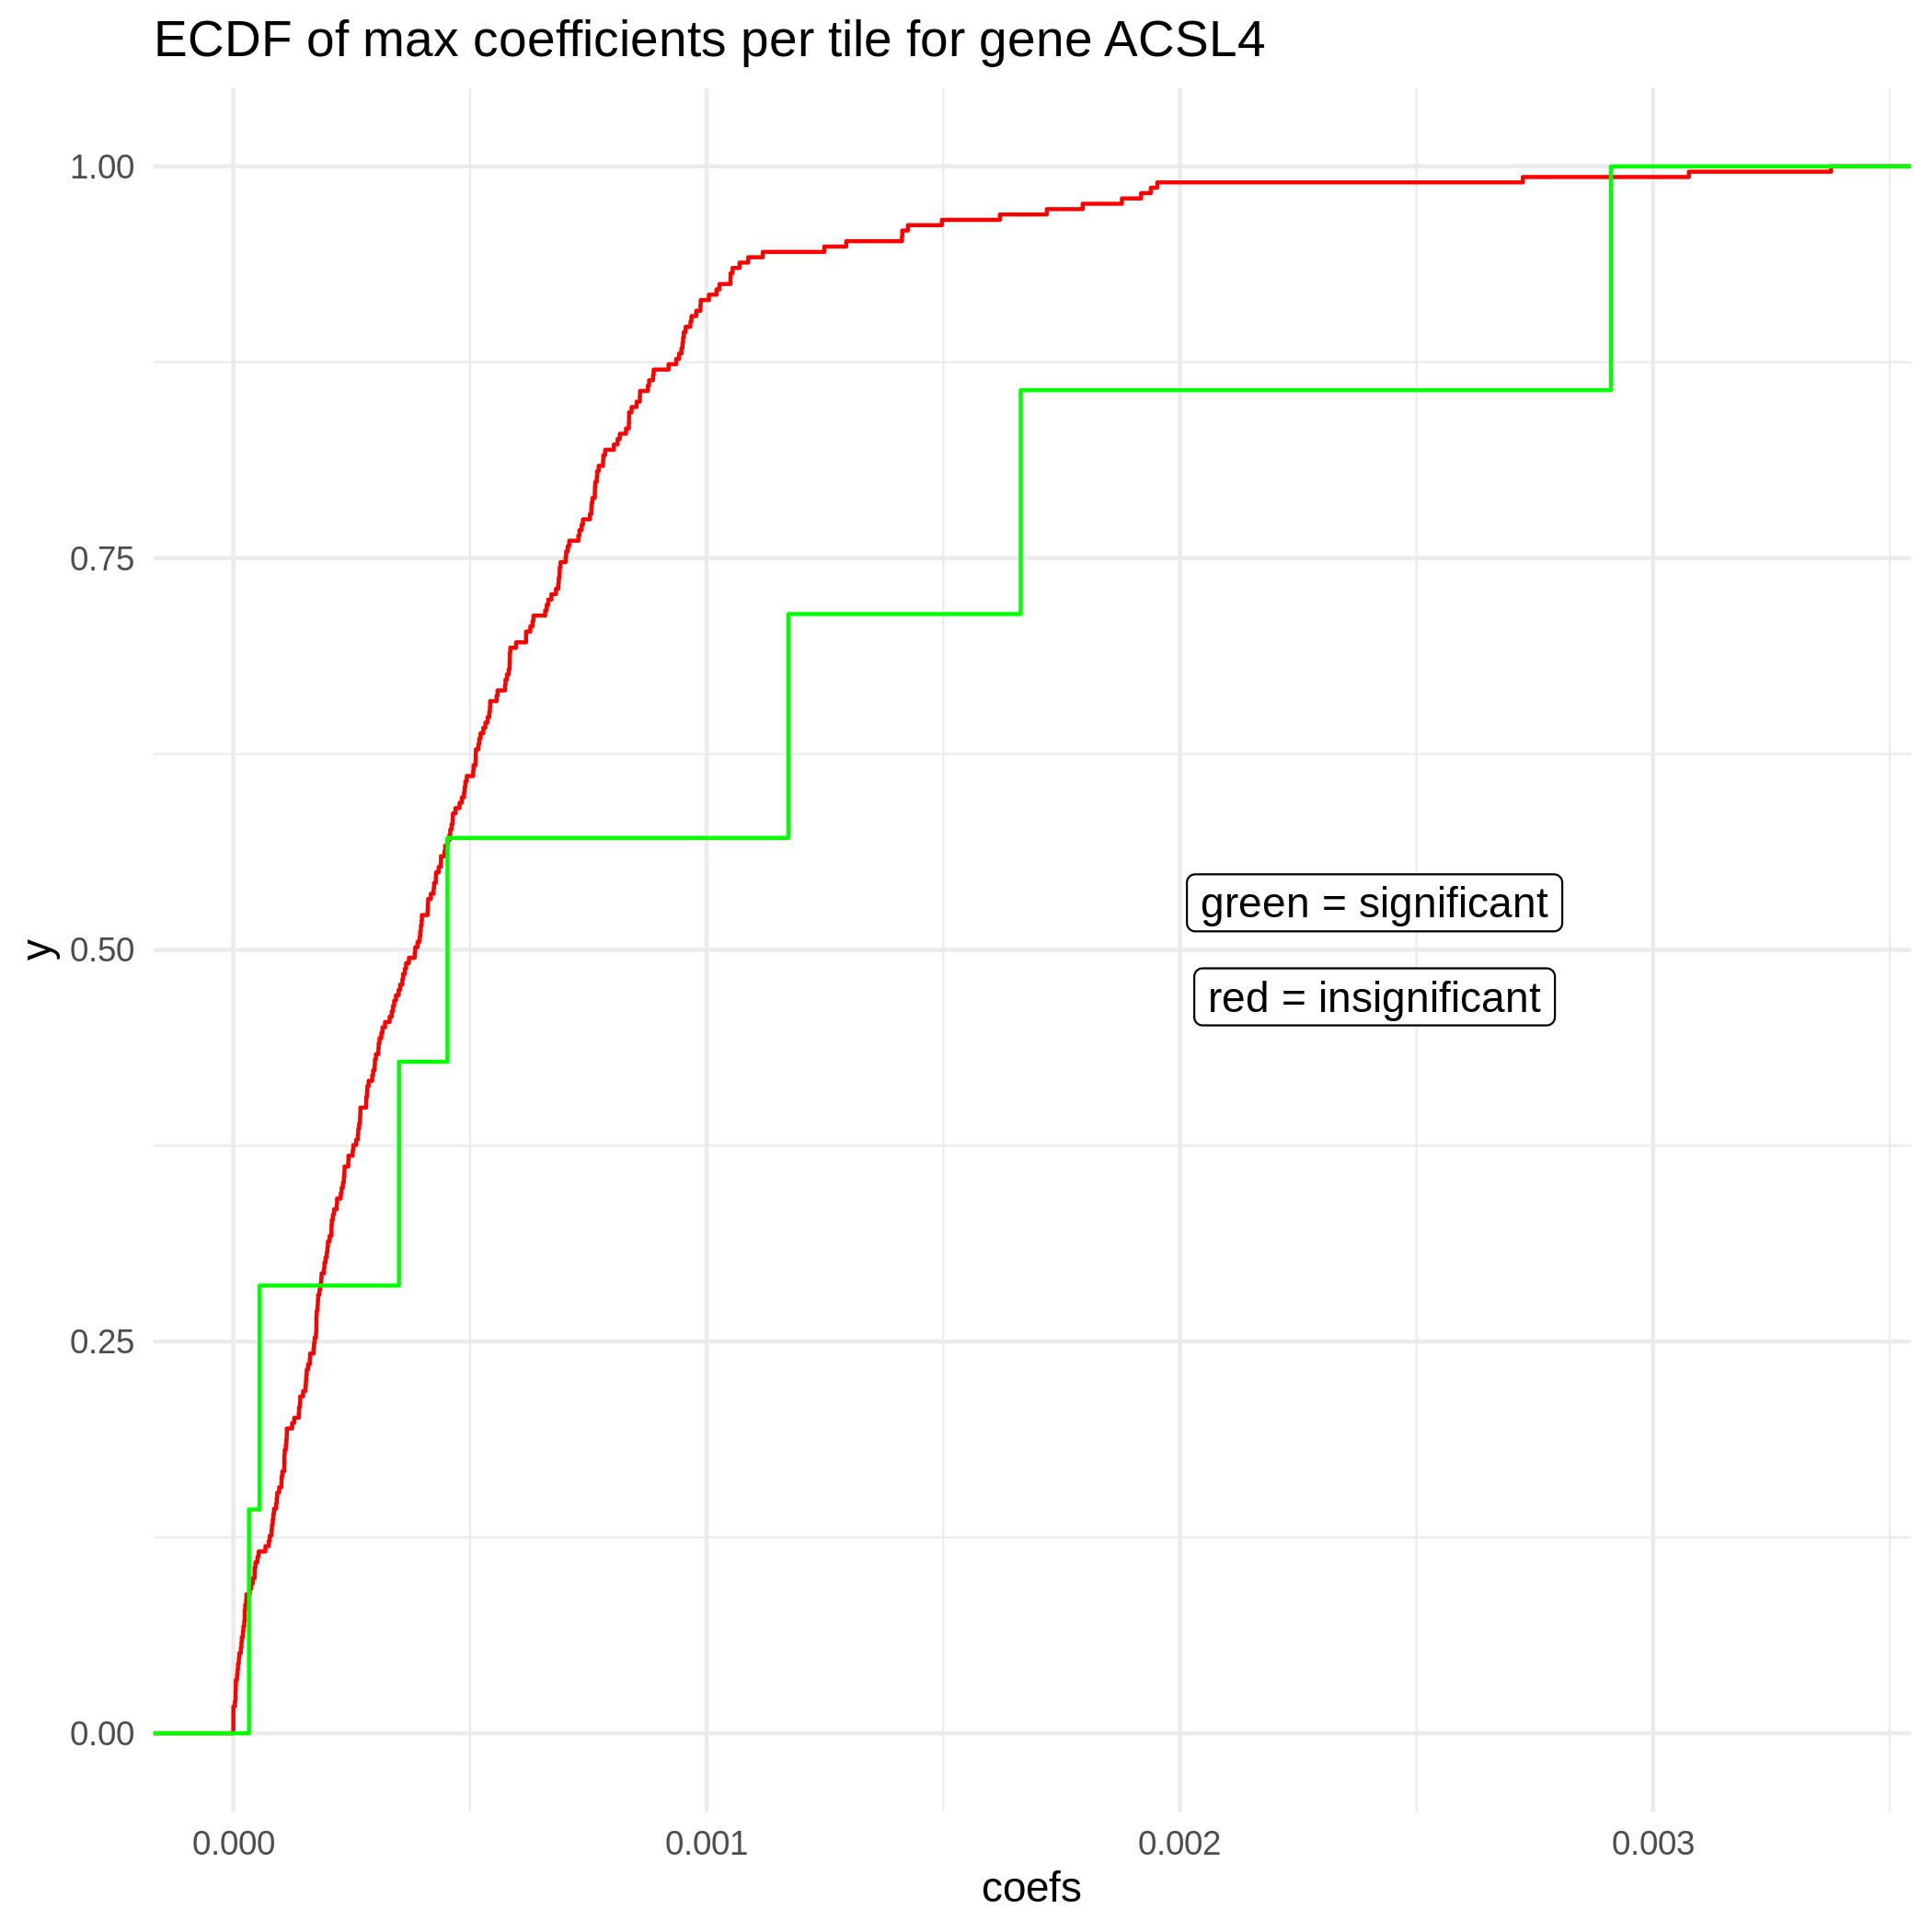 ECDF of max coefficients per tile for gene ACSL4
1.00
0.75
0.50
0.25
0.00
y
green = significant
red = insignificant
0.000 0.001 0.002 0.003
coefs